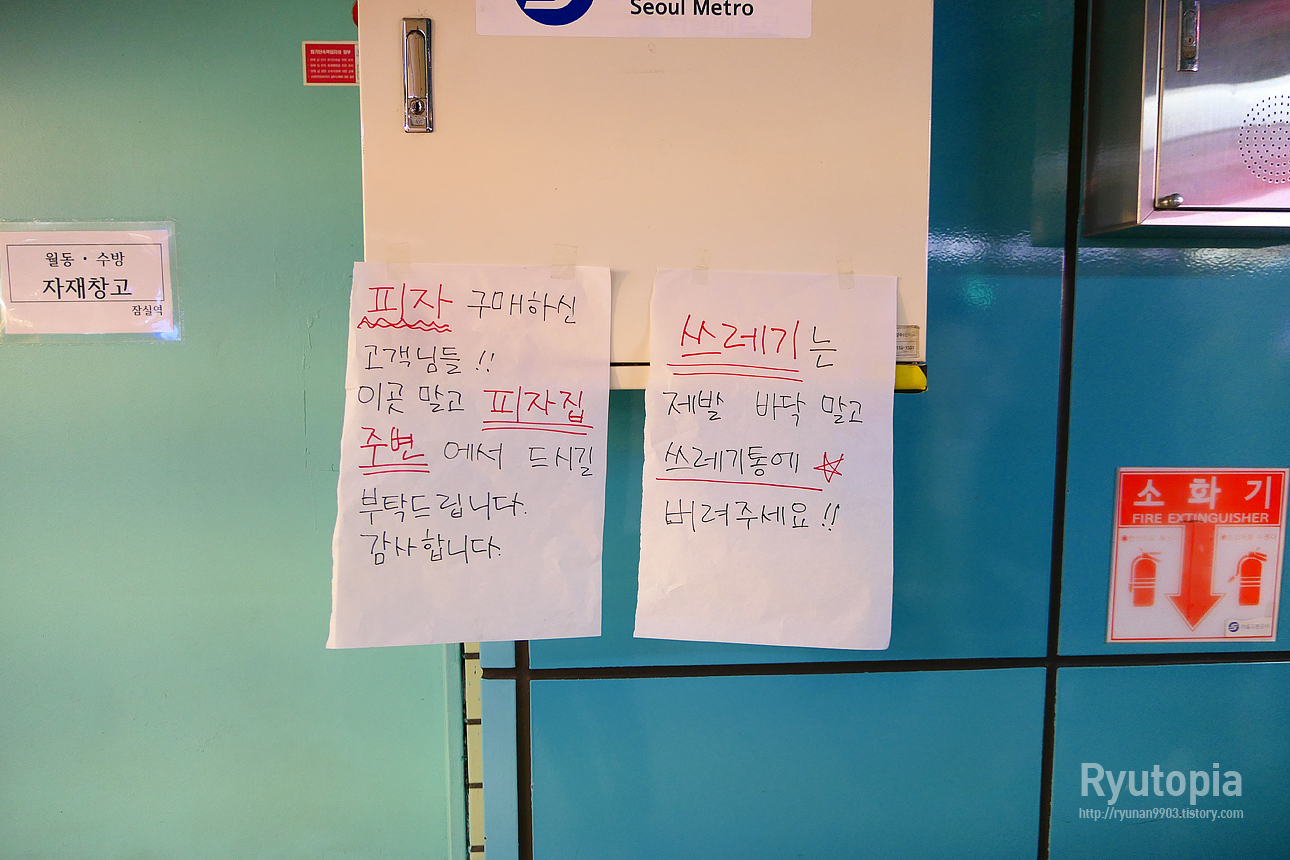 Seoul Metro
월동 · 수방
자재창고
잠실역
피자 구매하신
고객님들 !!
이곳 말고 피자집
주변 에서 드시길
부탁드립니다.
감사합니다.
쓰레기는
제발 바닥 말고
쓰레기통에 ☆
버려주세요 !!
소화기
FIRE EXTINGUISHER
Ryutopia
http://ryunan9903.tistory.com